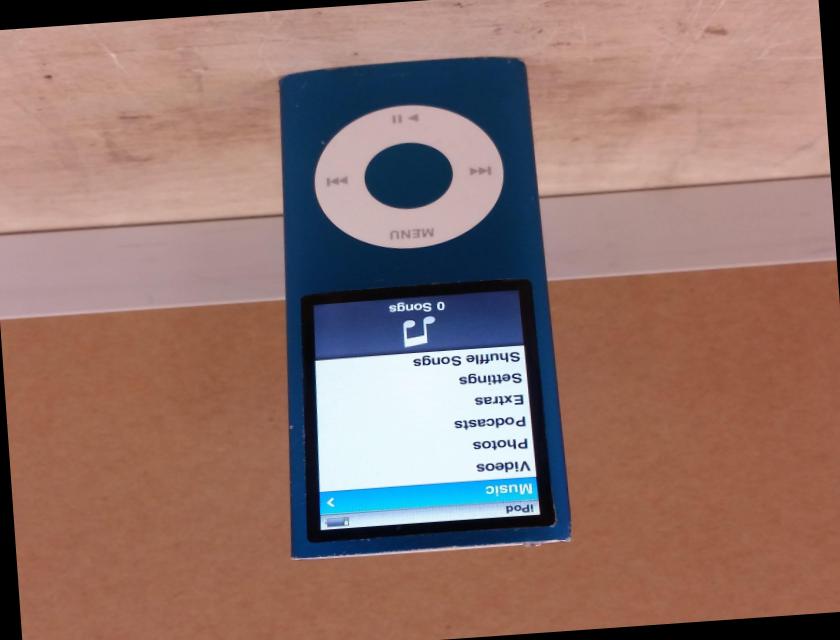 iPod
Music
Videos
Photos
Podcasts
Extras
Settings
Shuffle Songs
0 Songs
MENU